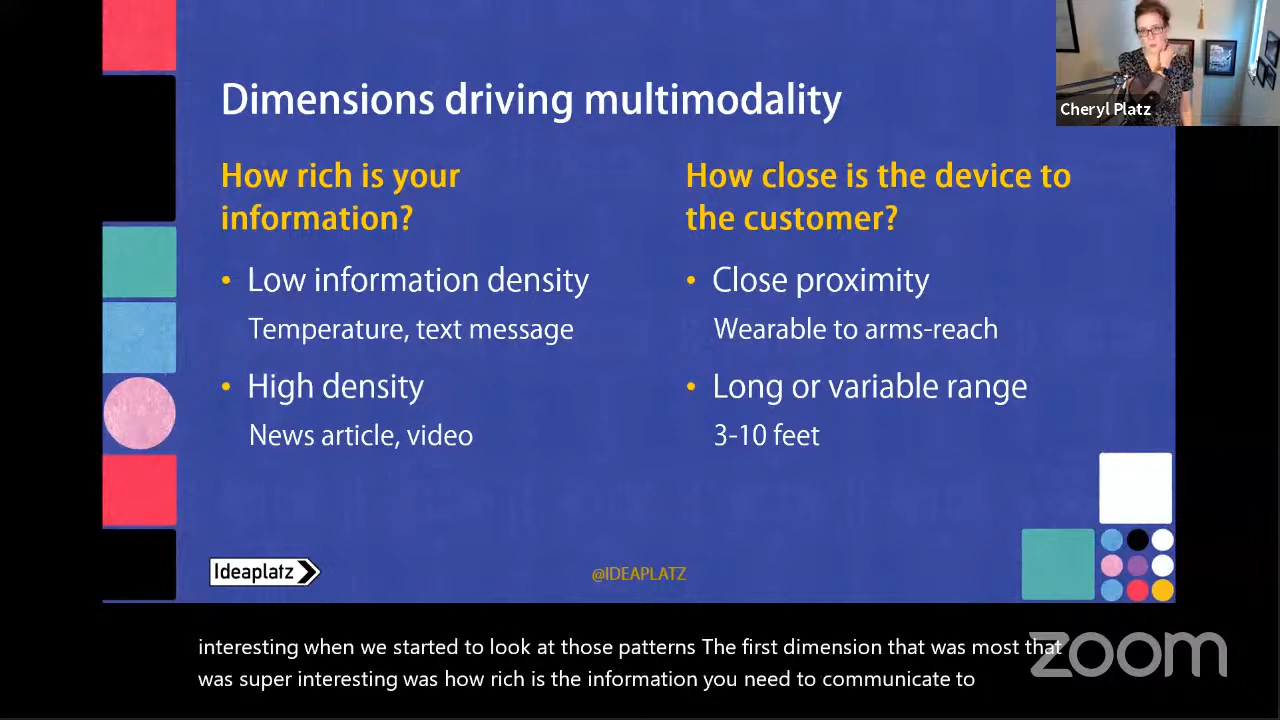 Dimensions driving multimodality
Cheryl Platz
How rich is your
information?
• Low information density
Temperature, text message
• High density
News article, video
How close is the device to
the customer?
• Close proximity
Wearable to arms-reach
• Long or variable range
3-10 feet
Ideaplatz
@IDEAPLATZ
interesting when we started to look at those patterns The first dimension that was most that
was super interesting was how rich is the information you need to communicate to
zoom